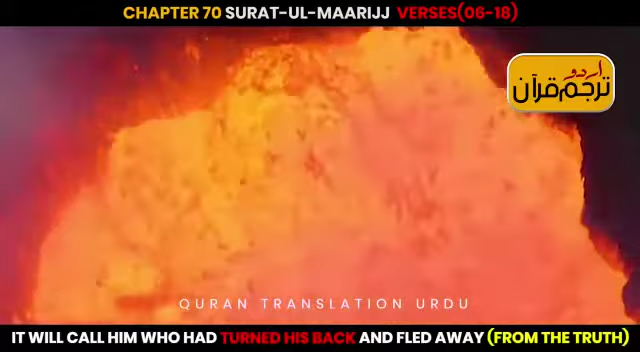 CHAPTER 70 SURAT-UL-MAARIJJ VERSES(06-18)
اردو
ترجمہ قرآن
QURAN TRANSLATION URDU
IT WILL CALL HIM WHO HAD TURNED HIS BACK AND FLED AWAY (FROM THE TRUTH)